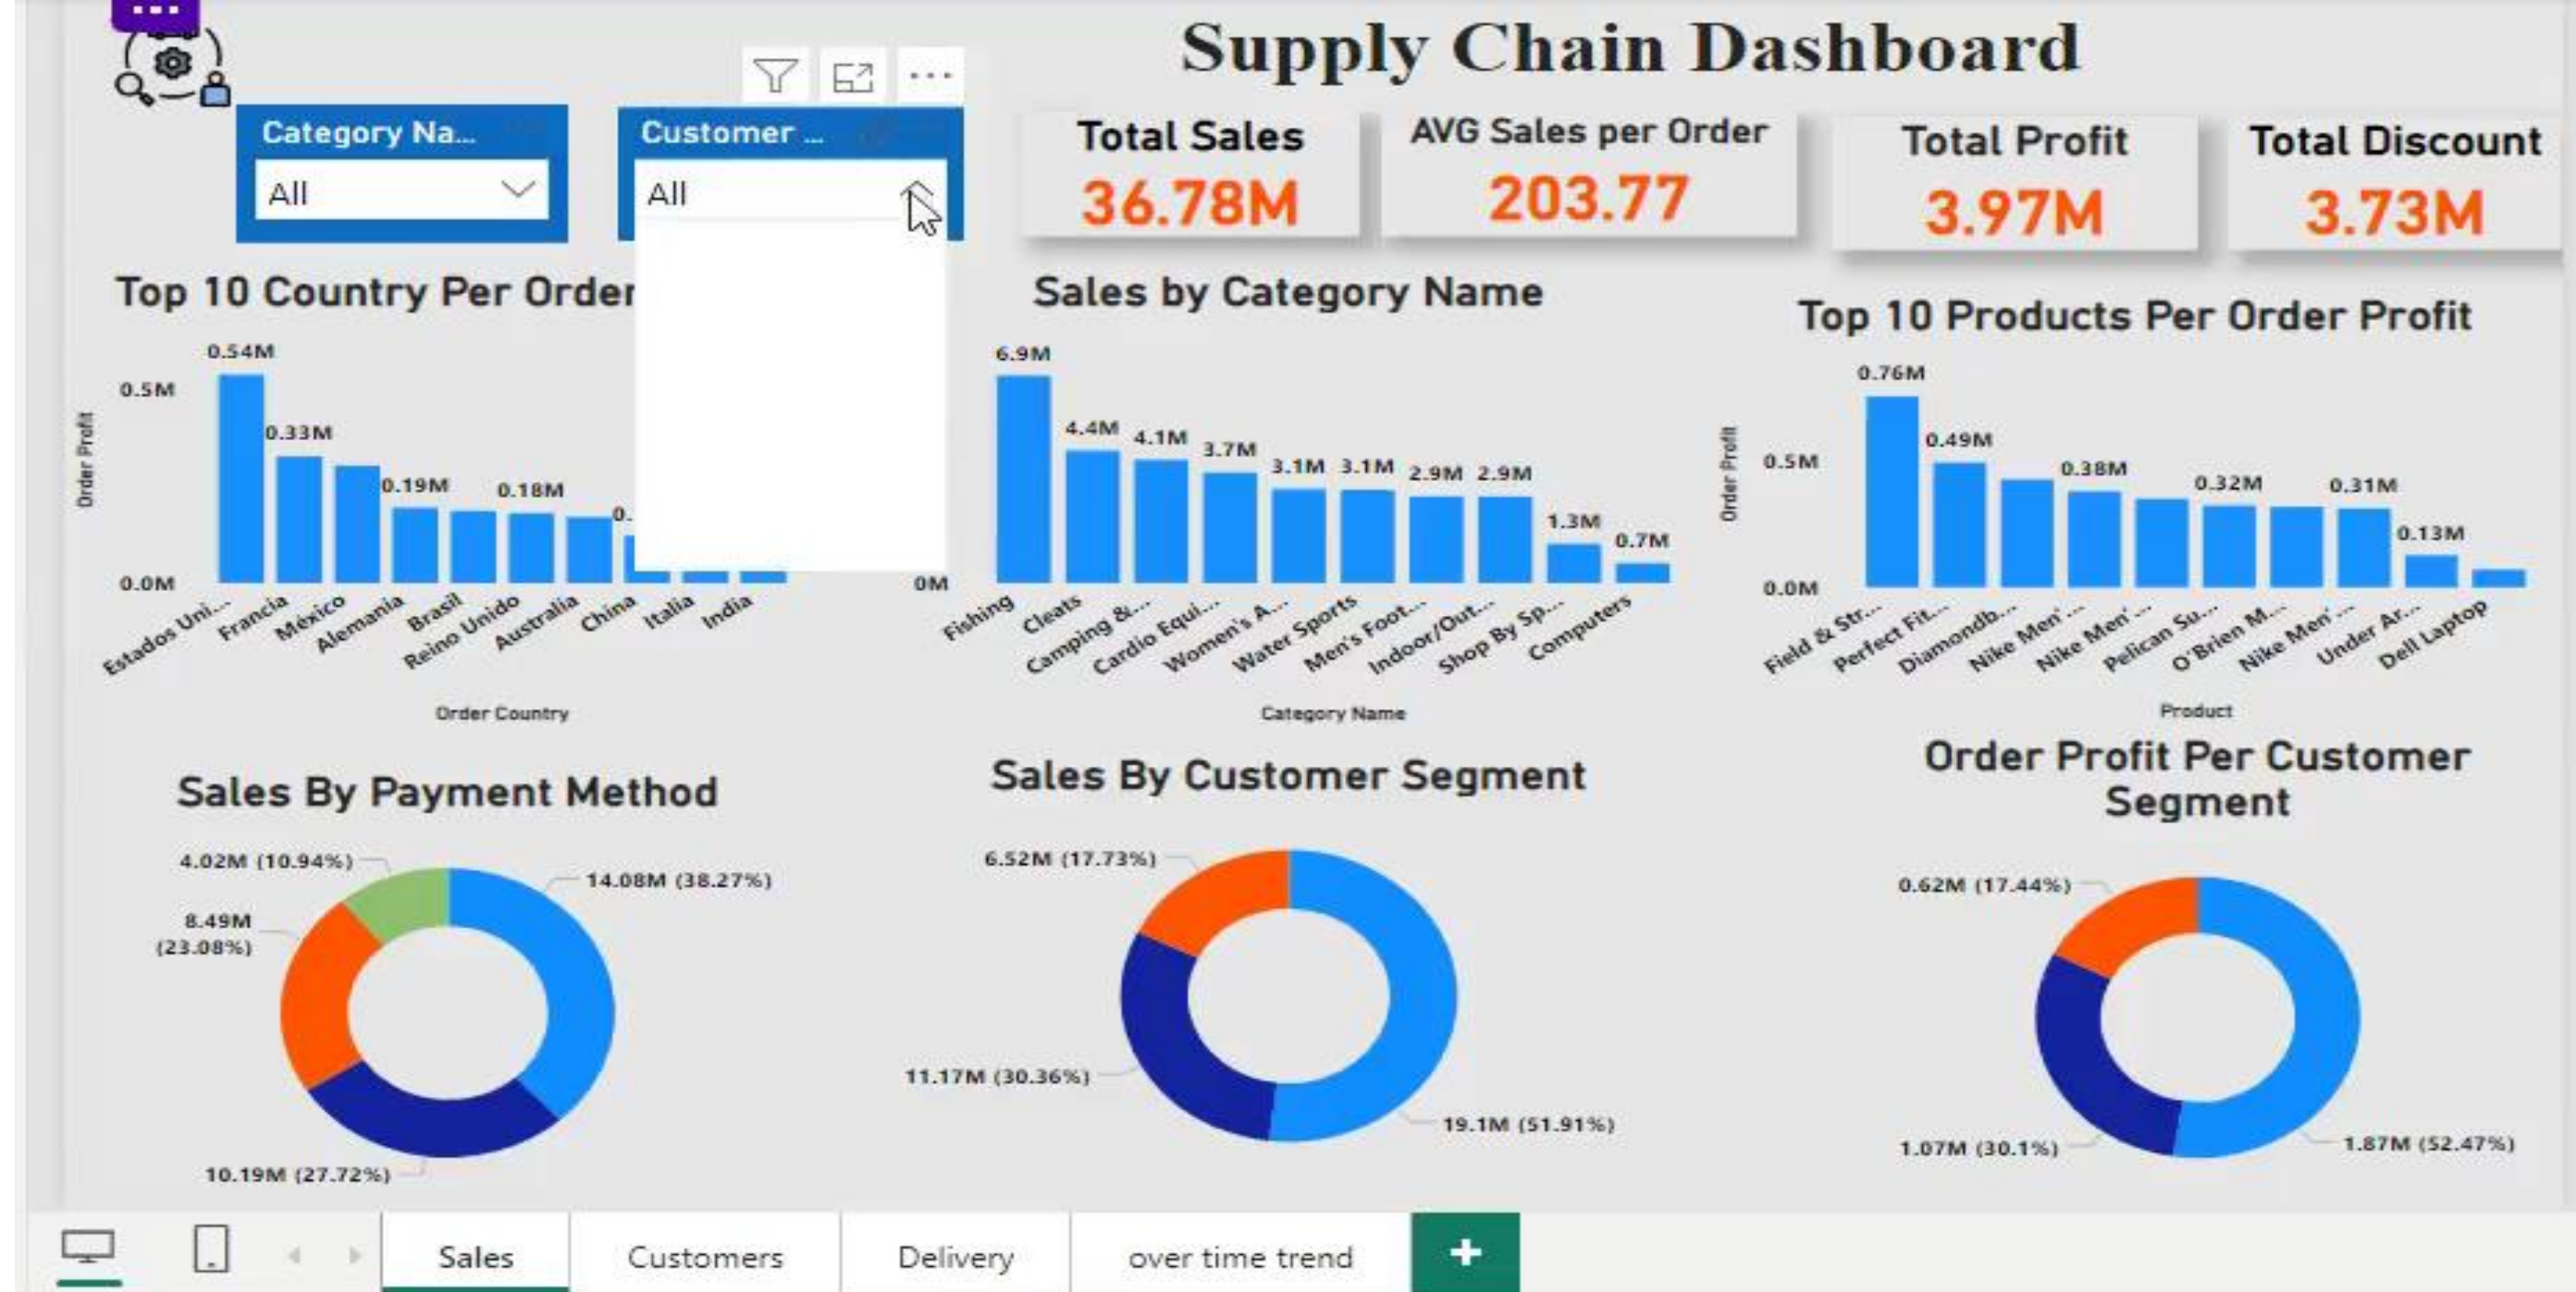 Supply Chain Dashboard
Category Na...
All
Customer ...
All
Total Sales
36.78M
AVG Sales per Order
203.77
Total Profit
3.97M
Total Discount
3.73M
Top 10 Country Per Order
Order Profit
0.5M
0.0M
0.54M
0.33M
0.19M
0.18M
0.
Estados Uni...
Francia
México
Alemania
Brasil
Reino Unido
Australia
China
Italia
India
Order Country
Sales by Category Name
0M
6.9M
4.4M
4.1M
3.7M
3.1M
3.1M
2.9M
2.9M
1.3M
0.7M
Fishing
Cleats
Camping &...
Cardio Equi...
Women's A...
Water Sports
Men's Foot...
Indoor/Out...
Shop By Sp...
Computers
Category Name
Top 10 Products Per Order Profit
Order Profit
0.5M
0.0M
0.76M
0.49M
0.38M
0.32M
0.31M
0.13M
Field & Str...
Perfect Fit...
Diamondb...
Nike Men'...
Nike Men'...
Pelican Su...
O'Brien M...
Nike Men'...
Under Ar...
Dell Laptop
Product
Sales By Payment Method
4.02M (10.94%)
14.08M (38.27%)
8.49M
(23.08%)
10.19M (27.72%)
Sales By Customer Segment
6.52M (17.73%)
11.17M (30.36%)
19.1M (51.91%)
Order Profit Per Customer
Segment
0.62M (17.44%)
1.07M (30.1%)
1.87M (52.47%)
Sales
Customers
Delivery
over time trend
+